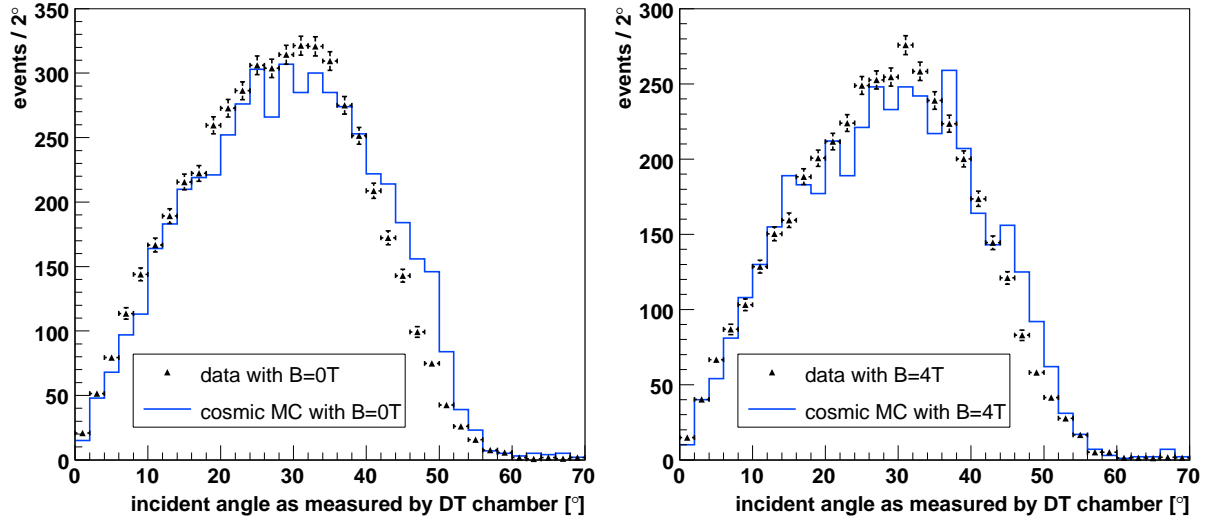 events / 2°
350
300
250
200
150
100
50
0
data with B=0T
cosmic MC with B=0T
0 10 20 30 40 50 60 70
incident angle as measured by DT chamber [°]
events / 2°
300
250
200
150
100
50
0
data with B=4T
cosmic MC with B=4T
0 10 20 30 40 50 60 70
incident angle as measured by DT chamber [°]